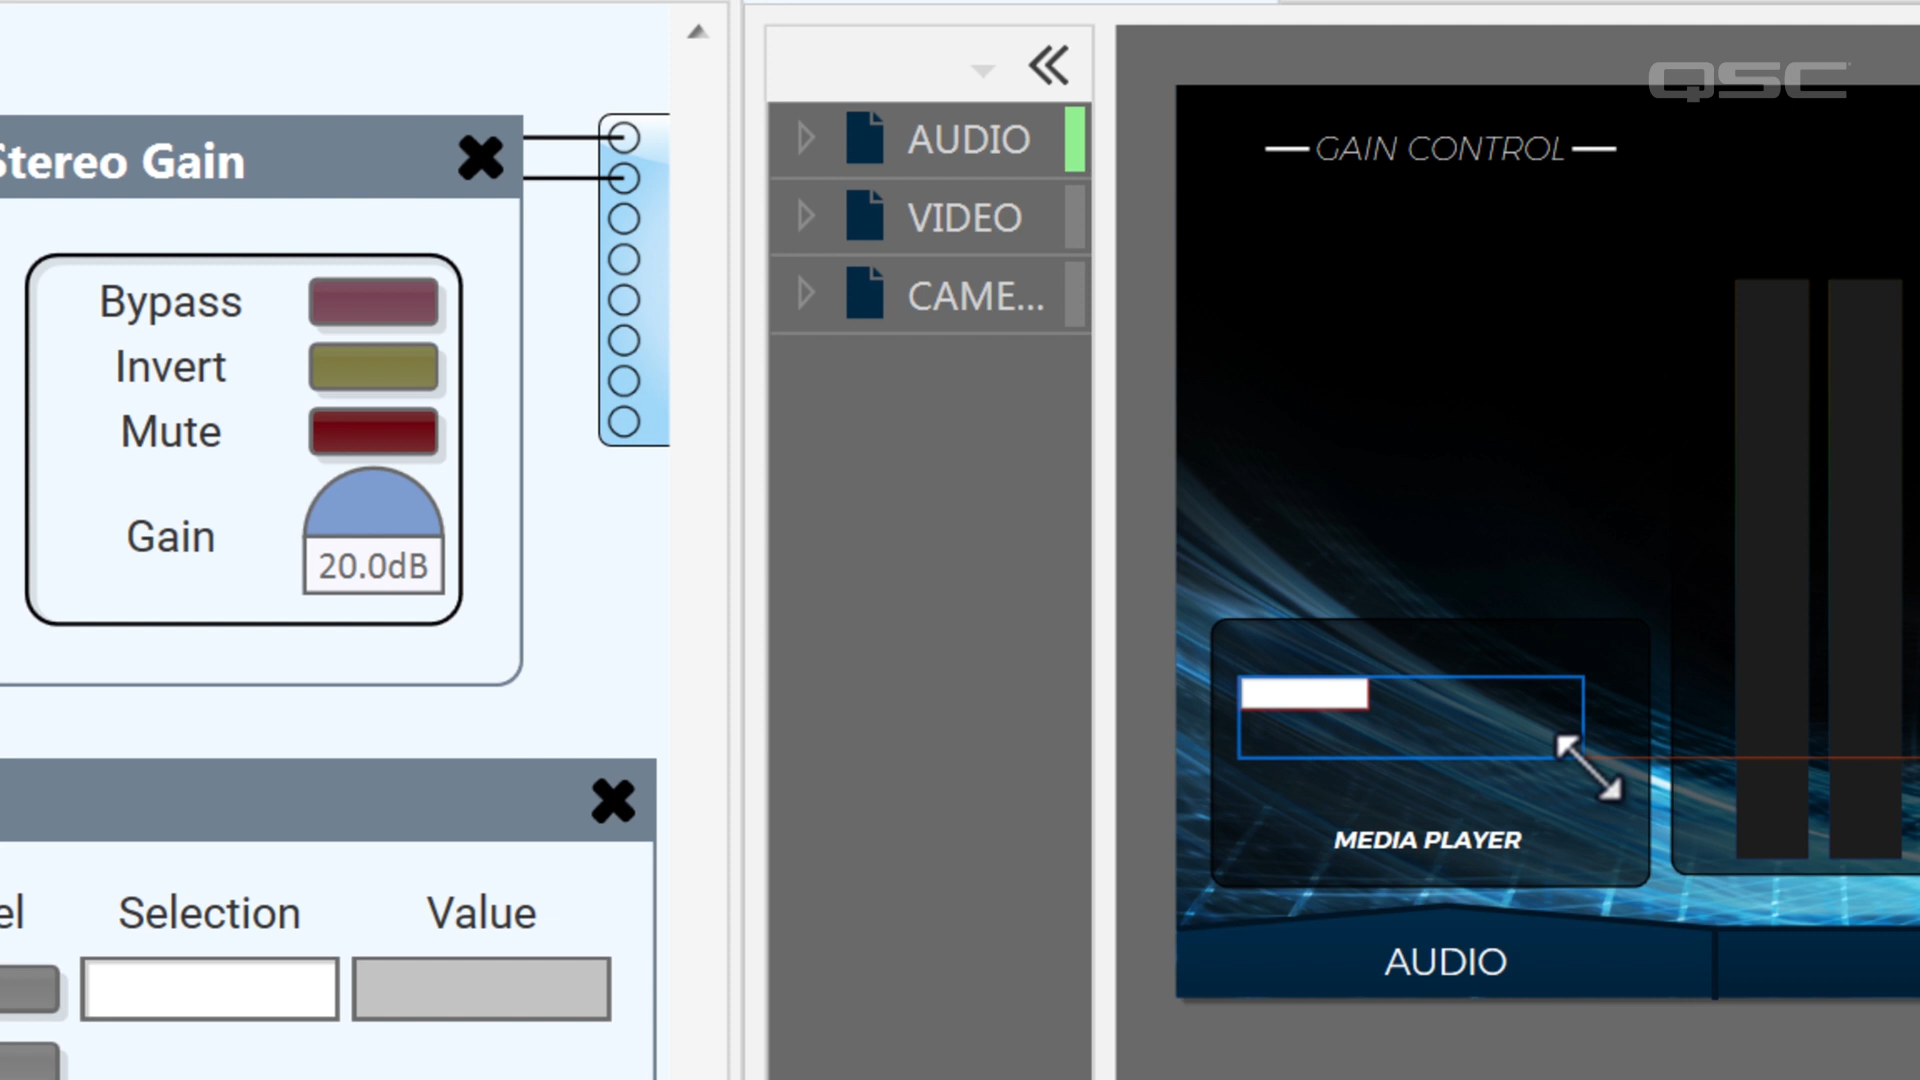 QSC
Stereo Gain
Bypass
Invert
Mute
Gain
20.0dB
Selection
Value
AUDIO
VIDEO
CAME...
GAIN CONTROL
MEDIA PLAYER
AUDIO